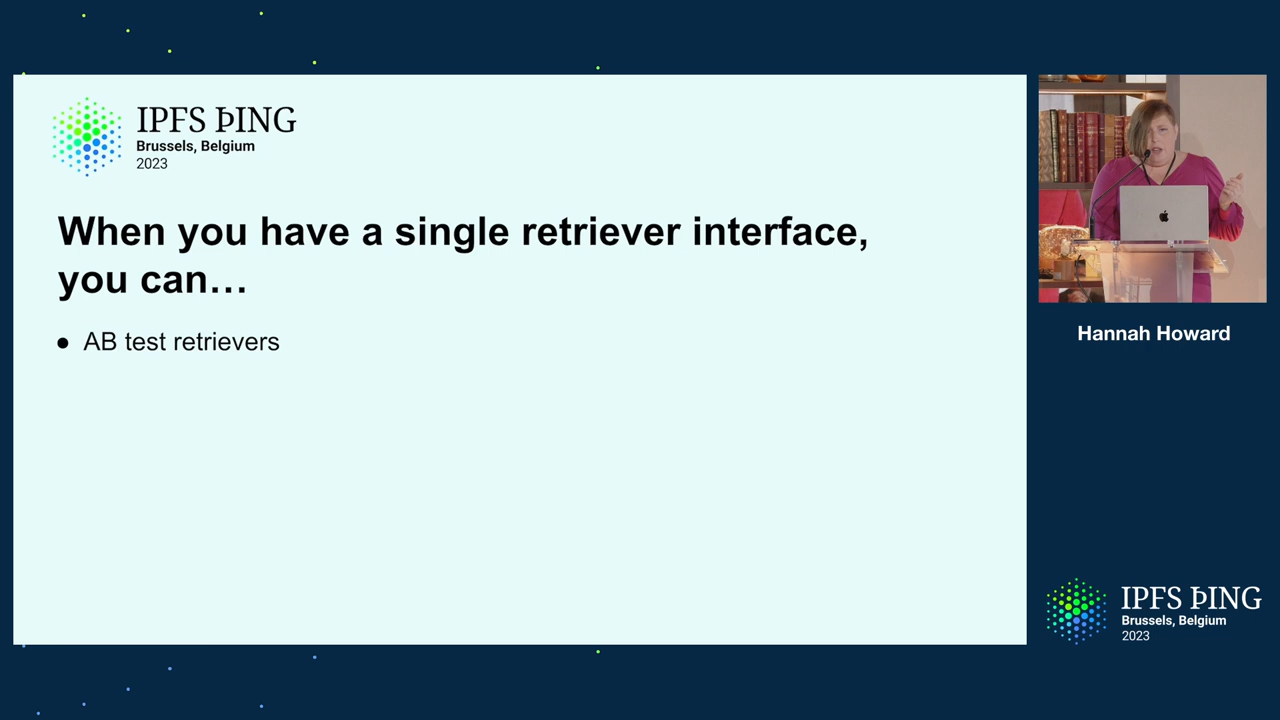 IPFS ÞING
Brussels, Belgium
2023
When you have a single retriever interface,
you can…
● AB test retrievers
Hannah Howard
IPFS ÞING
Brussels, Belgium
2023